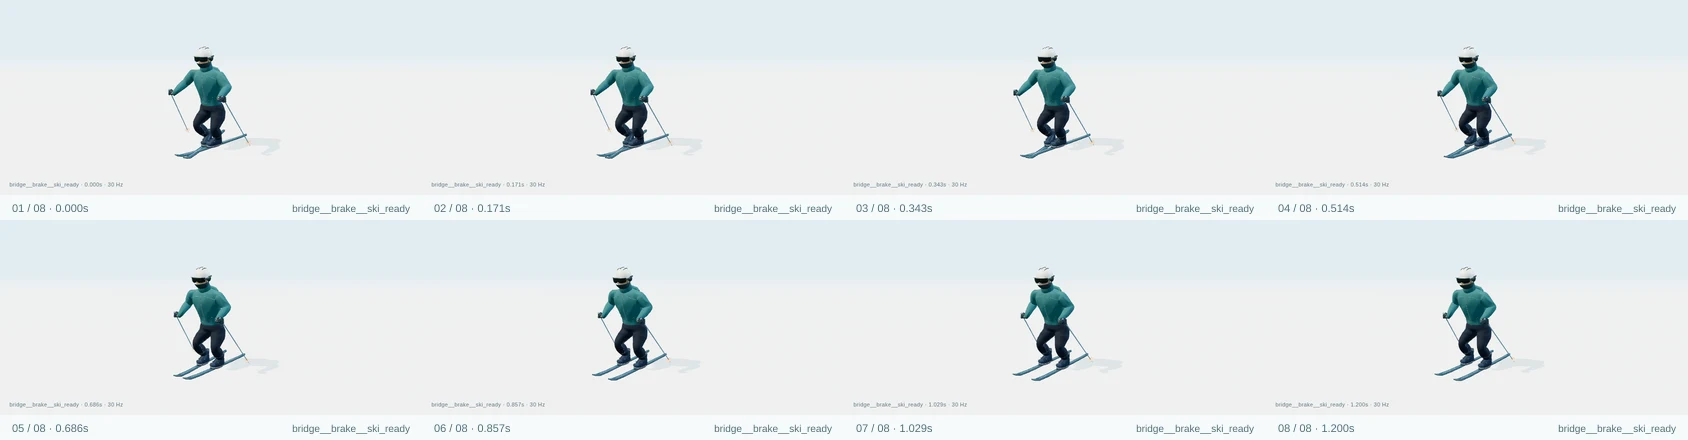 bridge__brake__ski_ready · 0.000s · 30 Hz
01 / 08 · 0.000s bridge__brake__ski_ready
bridge__brake__ski_ready · 0.171s · 30 Hz
02 / 08 · 0.171s bridge__brake__ski_ready
bridge__brake__ski_ready · 0.343s · 30 Hz
03 / 08 · 0.343s bridge__brake__ski_ready
bridge__brake__ski_ready · 0.514s · 30 Hz
04 / 08 · 0.514s bridge__brake__ski_ready
bridge__brake__ski_ready · 0.686s · 30 Hz
05 / 08 · 0.686s bridge__brake__ski_ready
bridge__brake__ski_ready · 0.857s · 30 Hz
06 / 08 · 0.857s bridge__brake__ski_ready
bridge__brake__ski_ready · 1.029s · 30 Hz
07 / 08 · 1.029s bridge__brake__ski_ready
bridge__brake__ski_ready · 1.200s · 30 Hz
08 / 08 · 1.200s bridge__brake__ski_ready